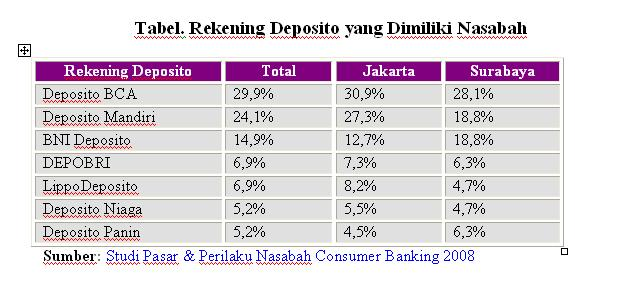 Tabel. Rekening Deposito yang Dimiliki Nasabah
Rekening Deposito Total Jakarta Surabaya
Deposito BCA 29,9% 30,9% 28,1%
Deposito Mandiri 24,1% 27,3% 18,8%
BNI Deposito 14,9% 12,7% 18,8%
DEPOBRI 6,9% 7,3% 6,3%
LippoDeposito 6,9% 8,2% 4,7%
Deposito Niaga 5,2% 5,5% 4,7%
Deposito Panin 5,2% 4,5% 6,3%
Sumber: Studi Pasar & Perilaku Nasabah Consumer Banking 2008